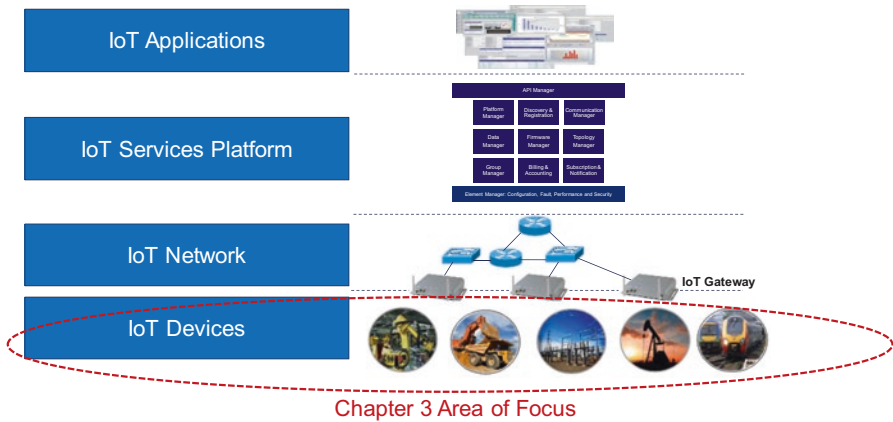 IoT Applications
API Manager
Platform
Manager
Discovery &
Registration
Communication
Manager
IoT Services Platform
Data
Manager
Firmware
Manager
Topology
Manager
Group
Manager
Billing &
Accounting
Subscription &
Notification
Element Manager: Configuration, Fault, Performance and Security
IoT Network
IoT Gateway
IoT Devices
Chapter 3 Area of Focus